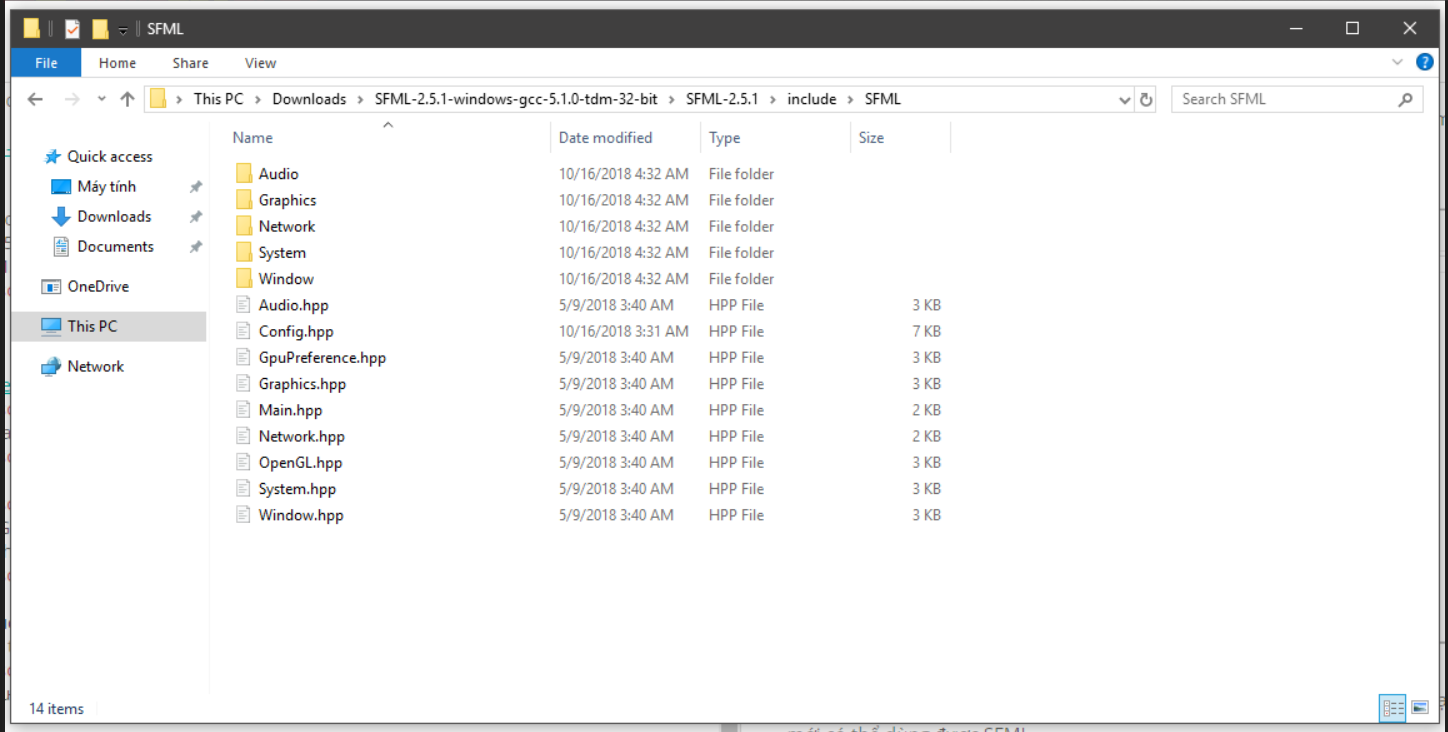 SFML
File Home Share View
This PC Downloads SFML-2.5.1-windows-gcc-5.1.0-tdm-32-bit SFML-2.5.1 include SFML Search SFML
Name Date modified Type Size
Quick access
Máy tính
Downloads
Documents
OneDrive
This PC
Network
Audio 10/16/2018 4:32 AM File folder
Graphics 10/16/2018 4:32 AM File folder
Network 10/16/2018 4:32 AM File folder
System 10/16/2018 4:32 AM File folder
Window 10/16/2018 4:32 AM File folder
Audio.hpp 5/9/2018 3:40 AM HPP File 3 KB
Config.hpp 10/16/2018 3:31 AM HPP File 7 KB
GpuPreference.hpp 5/9/2018 3:40 AM HPP File 3 KB
Graphics.hpp 5/9/2018 3:40 AM HPP File 3 KB
Main.hpp 5/9/2018 3:40 AM HPP File 2 KB
Network.hpp 5/9/2018 3:40 AM HPP File 2 KB
OpenGL.hpp 5/9/2018 3:40 AM HPP File 3 KB
System.hpp 5/9/2018 3:40 AM HPP File 3 KB
Window.hpp 5/9/2018 3:40 AM HPP File 3 KB
14 items